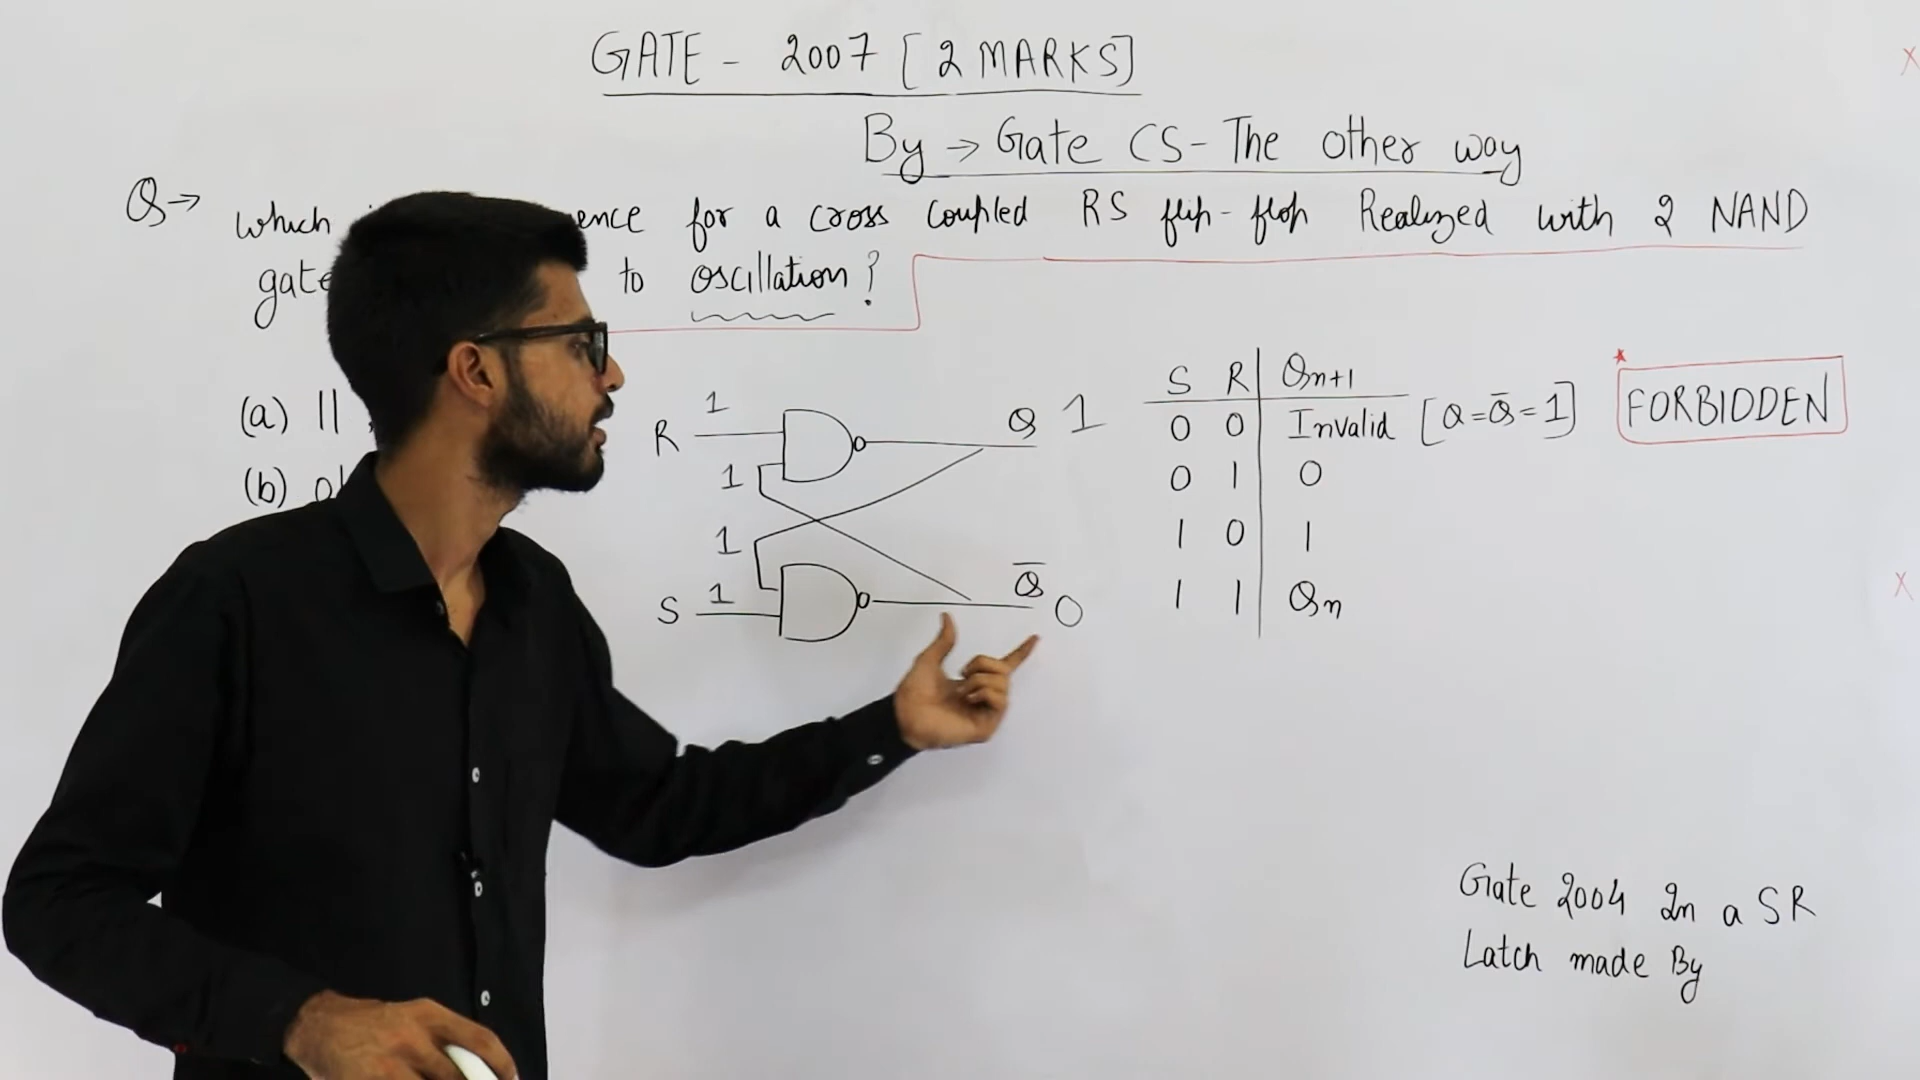 GATE - 2007 [2 MARKS]
By → Gate CS - The other way
Q → which ence for a cross coupled RS flip-flop Realized with 2 NAND
gate to oscillation?
(a) 11
(b) 01
R 1 1 Q 1
1 S 1 Q̅ 0
S R Qn+1
0 0 Invalid [Q=Q̅=1] FORBIDDEN
0 1 0
1 0 1
1 1 Qn
Gate 2004 In a SR
Latch made By